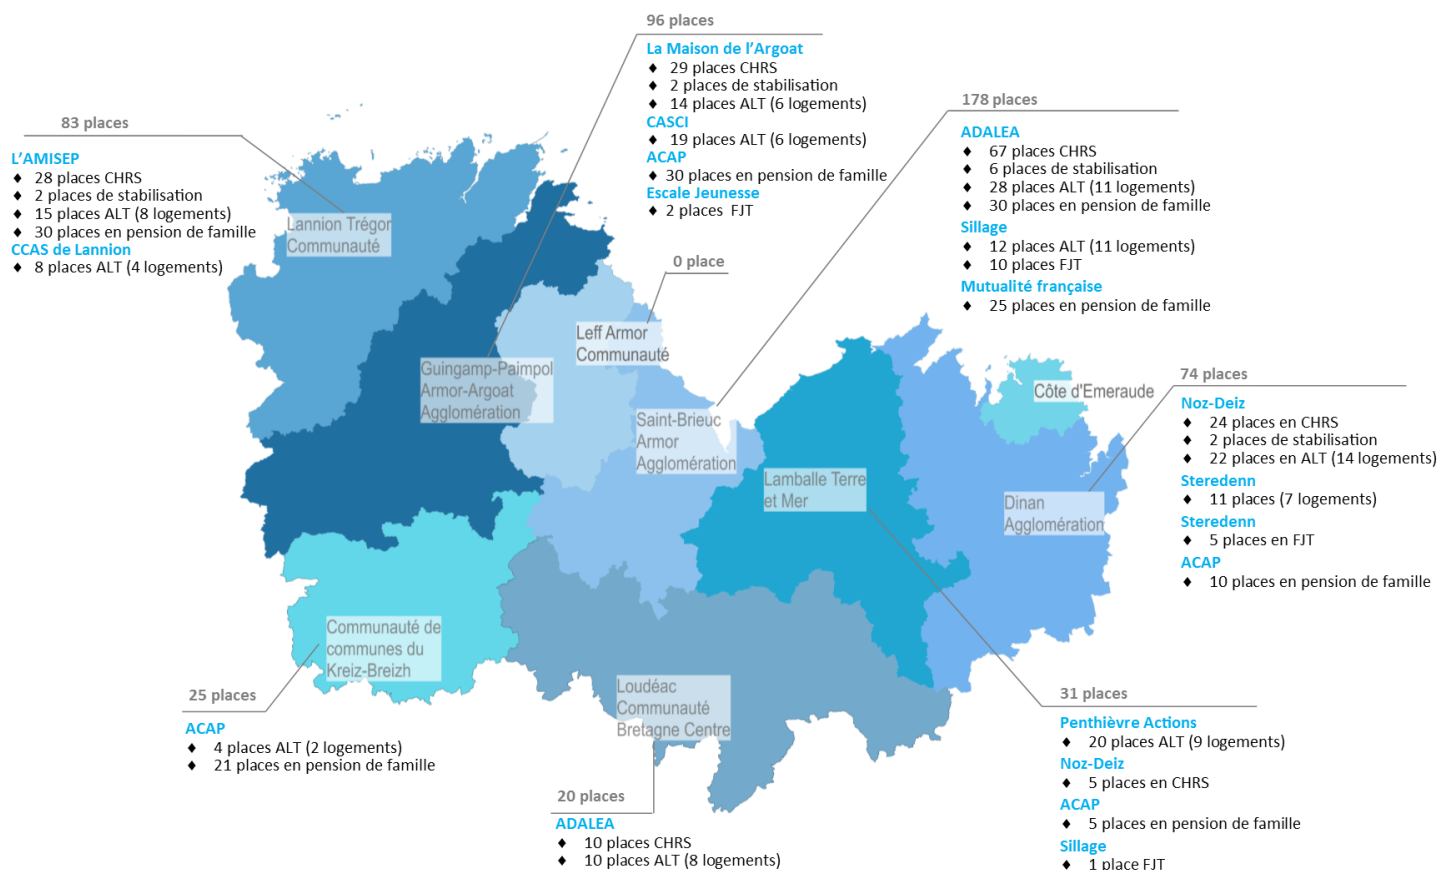 96 places
La Maison de l'Argoat
♦ 29 places CHRS
♦ 2 places de stabilisation
♦ 14 places ALT (6 logements)
CASCI
♦ 19 places ALT (6 logements)
ACAP
♦ 30 places en pension de famille
Escale Jeunesse
♦ 2 places FJT
83 places
L'AMISEP
♦ 28 places CHRS
♦ 2 places de stabilisation
♦ 15 places ALT (8 logements)
♦ 30 places en pension de famille
CCAS de Lannion
♦ 8 places ALT (4 logements)
178 places
ADALEA
♦ 67 places CHRS
♦ 6 places de stabilisation
♦ 28 places ALT (11 logements)
♦ 30 places en pension de famille
Sillage
♦ 12 places ALT (11 logements)
♦ 10 places FJT
Mutualité française
♦ 25 places en pension de famille
0 place
Lannion Trégor
Communauté
Leff Armor
Communauté
Guingamp-Paimpol
Armor-Argoat
Agglomération
Saint-Brieuc
Armor
Agglomération
Côte d'Emeraude
Lamballe Terre
et Mer
Dinan
Agglomération
Communauté de
communes du
Kreiz-Breizh
Loudéac
Communauté
Bretagne Centre
74 places
Noz-Deiz
♦ 24 places en CHRS
♦ 2 places de stabilisation
♦ 22 places en ALT (14 logements)
Steredenn
♦ 11 places (7 logements)
Steredenn
♦ 5 places en FJT
ACAP
♦ 10 places en pension de famille
25 places
ACAP
♦ 4 places ALT (2 logements)
♦ 21 places en pension de famille
20 places
ADALEA
♦ 10 places CHRS
♦ 10 places ALT (8 logements)
31 places
Penthièvre Actions
♦ 20 places ALT (9 logements)
Noz-Deiz
♦ 5 places en CHRS
ACAP
♦ 5 places en pension de famille
Sillage
♦ 1 place FJT